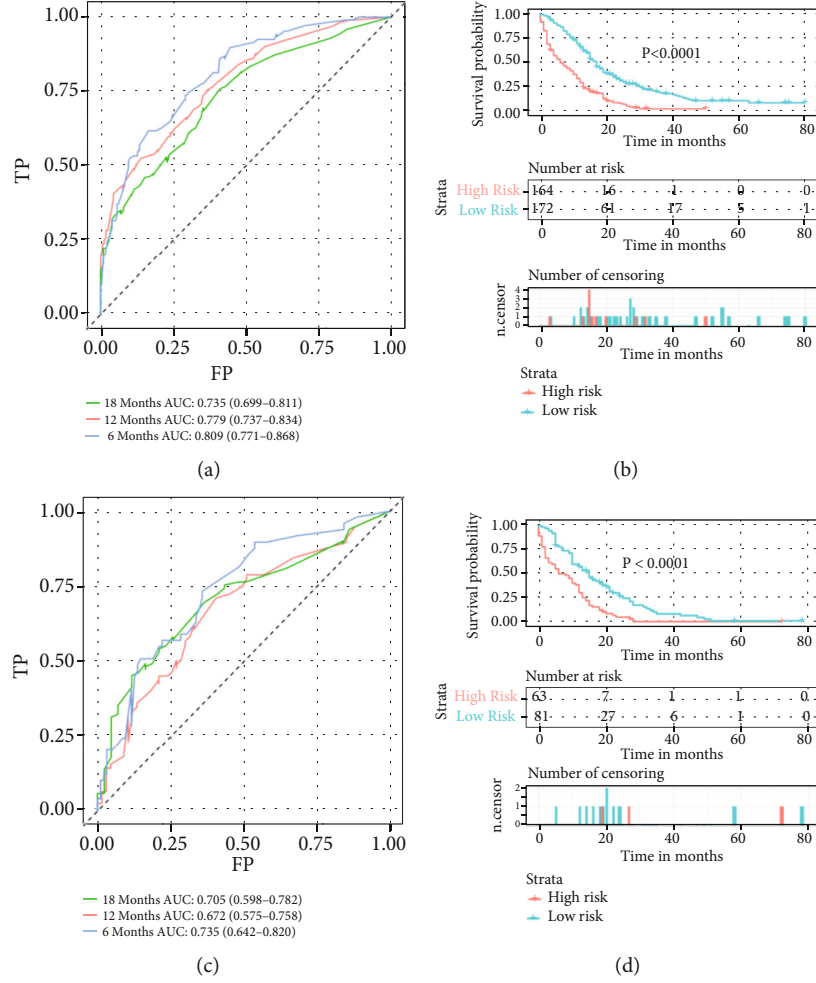 1.00
0.75
0.50
0.25
0.00
TP
0.00 0.25 0.50 0.75 1.00
FP
18 Months AUC: 0.735 (0.699–0.811)
12 Months AUC: 0.779 (0.737–0.834)
6 Months AUC: 0.809 (0.771–0.868)
(a)
Survival probability
1.00
0.75
0.50
0.25
0.00
P<0.0001
0 20 40 60 80
Time in months
Number at risk
Strata
High Risk 164 16 1 0 0
Low Risk 172 61 17 5 1
0 20 40 60 80
Time in months
Number of censoring
n.censor
4
3
2
1
0
0 20 40 60 80
Time in months
Strata
High risk
Low risk
(b)
1.00
0.75
0.50
0.25
0.00
TP
0.00 0.25 0.50 0.75 1.00
FP
18 Months AUC: 0.705 (0.598–0.782)
12 Months AUC: 0.672 (0.575–0.758)
6 Months AUC: 0.735 (0.642–0.820)
(c)
Survival probability
1.00
0.75
0.50
0.25
0.00
P < 0.0001
0 20 40 60 80
Time in months
Number at risk
Strata
High Risk 63 7 1 1 0
Low Risk 81 27 6 1 0
0 20 40 60 80
Time in months
Number of censoring
n.censor
2
1
0
0 20 40 60 80
Time in months
Strata
High risk
Low risk
(d)